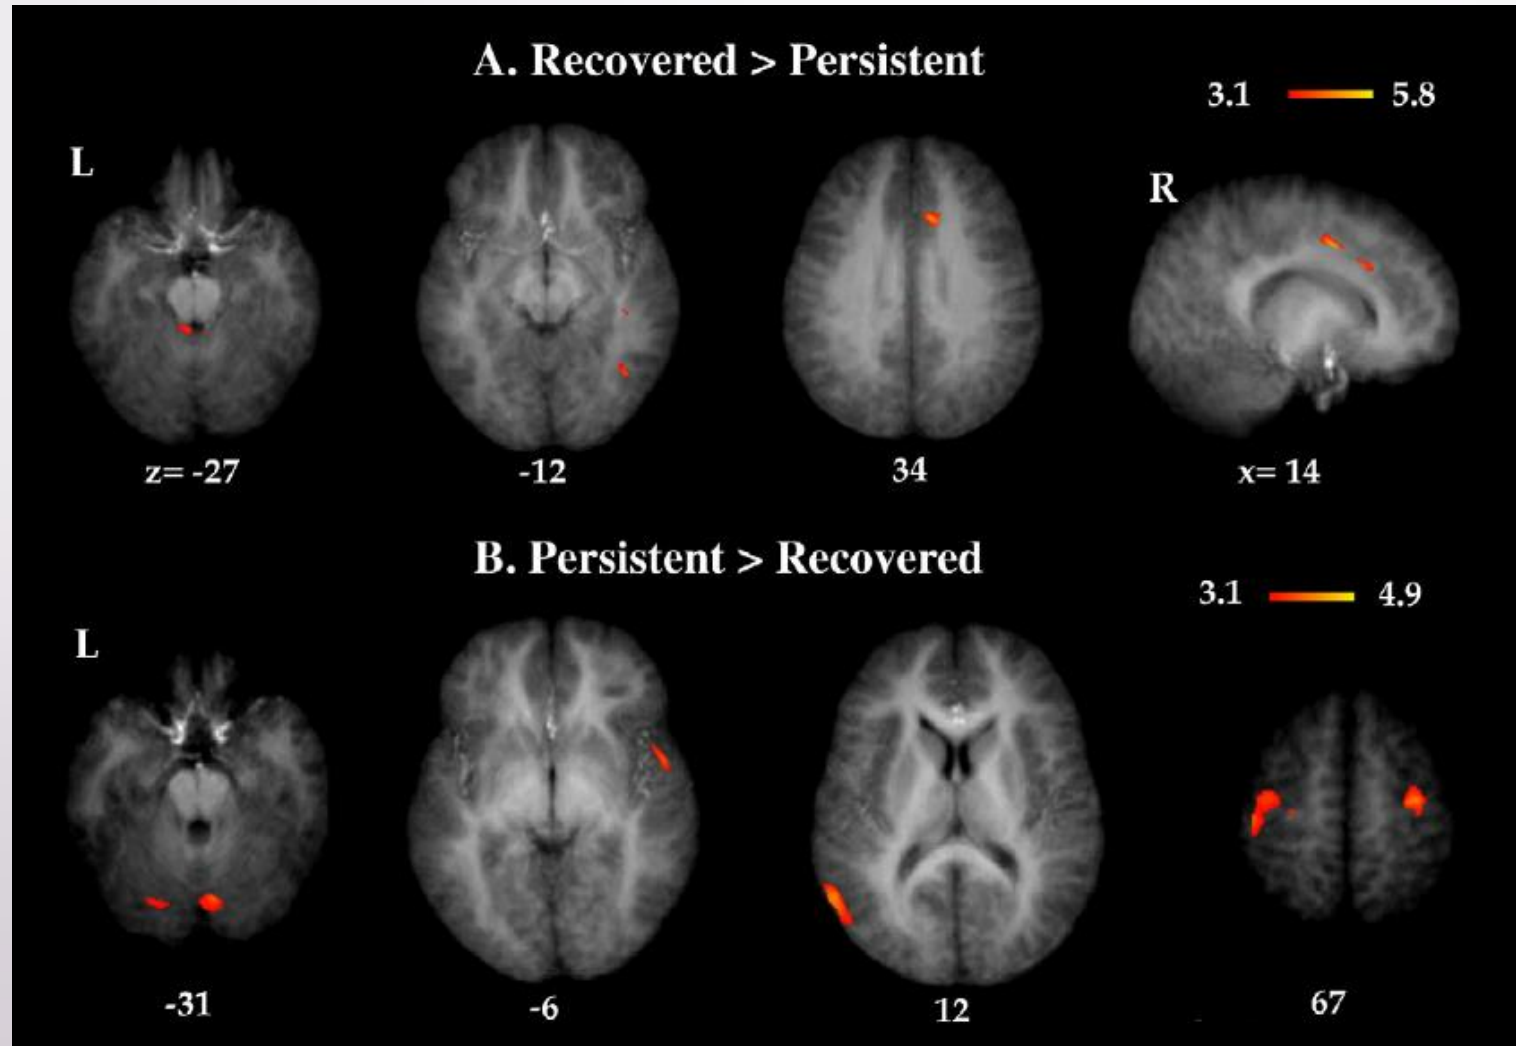 A. Recovered > Persistent
3.1 5.8
L
R
z= -27
-12
34
x= 14
B. Persistent > Recovered
3.1 4.9
L
-31
-6
12
67